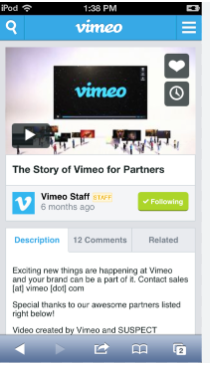 iPod 1:38 PM
vimeo
vimeo
The Story of Vimeo for Partners
Vimeo Staff STAFF
6 months ago
Following
Description 12 Comments Related
Exciting new things are happening at Vimeo
and your brand can be a part of it. Contact sales
[at] vimeo [dot] com
Special thanks to our awesome partners listed
right below!
Video created by Vimeo and SUSPECT
2